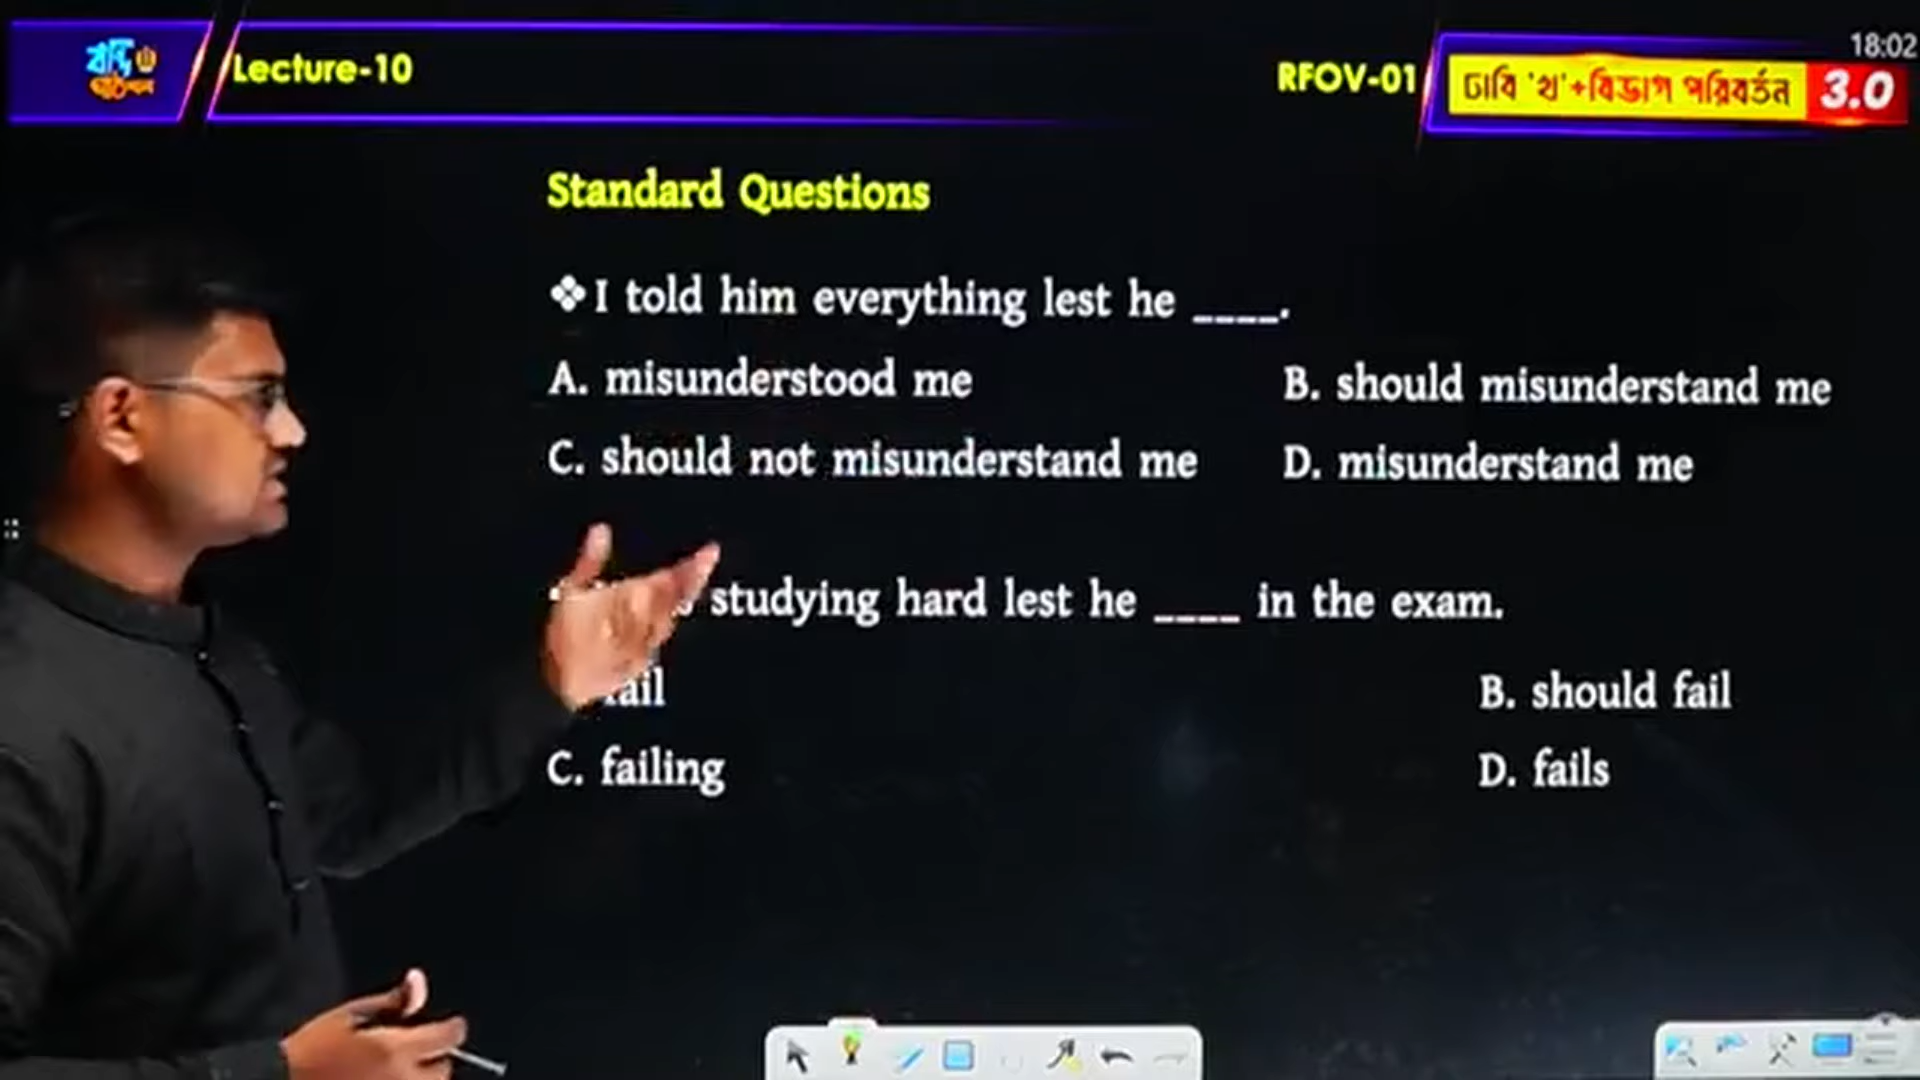 Lecture-10
RFOV-01
18:02
ঢাবি 'খ'+বিভাগ পরিবর্তন 3.0
Standard Questions
❖I told him everything lest he ____.
A. misunderstood me
B. should misunderstand me
C. should not misunderstand me
D. misunderstand me
studying hard lest he ____ in the exam.
fail
B. should fail
C. failing
D. fails